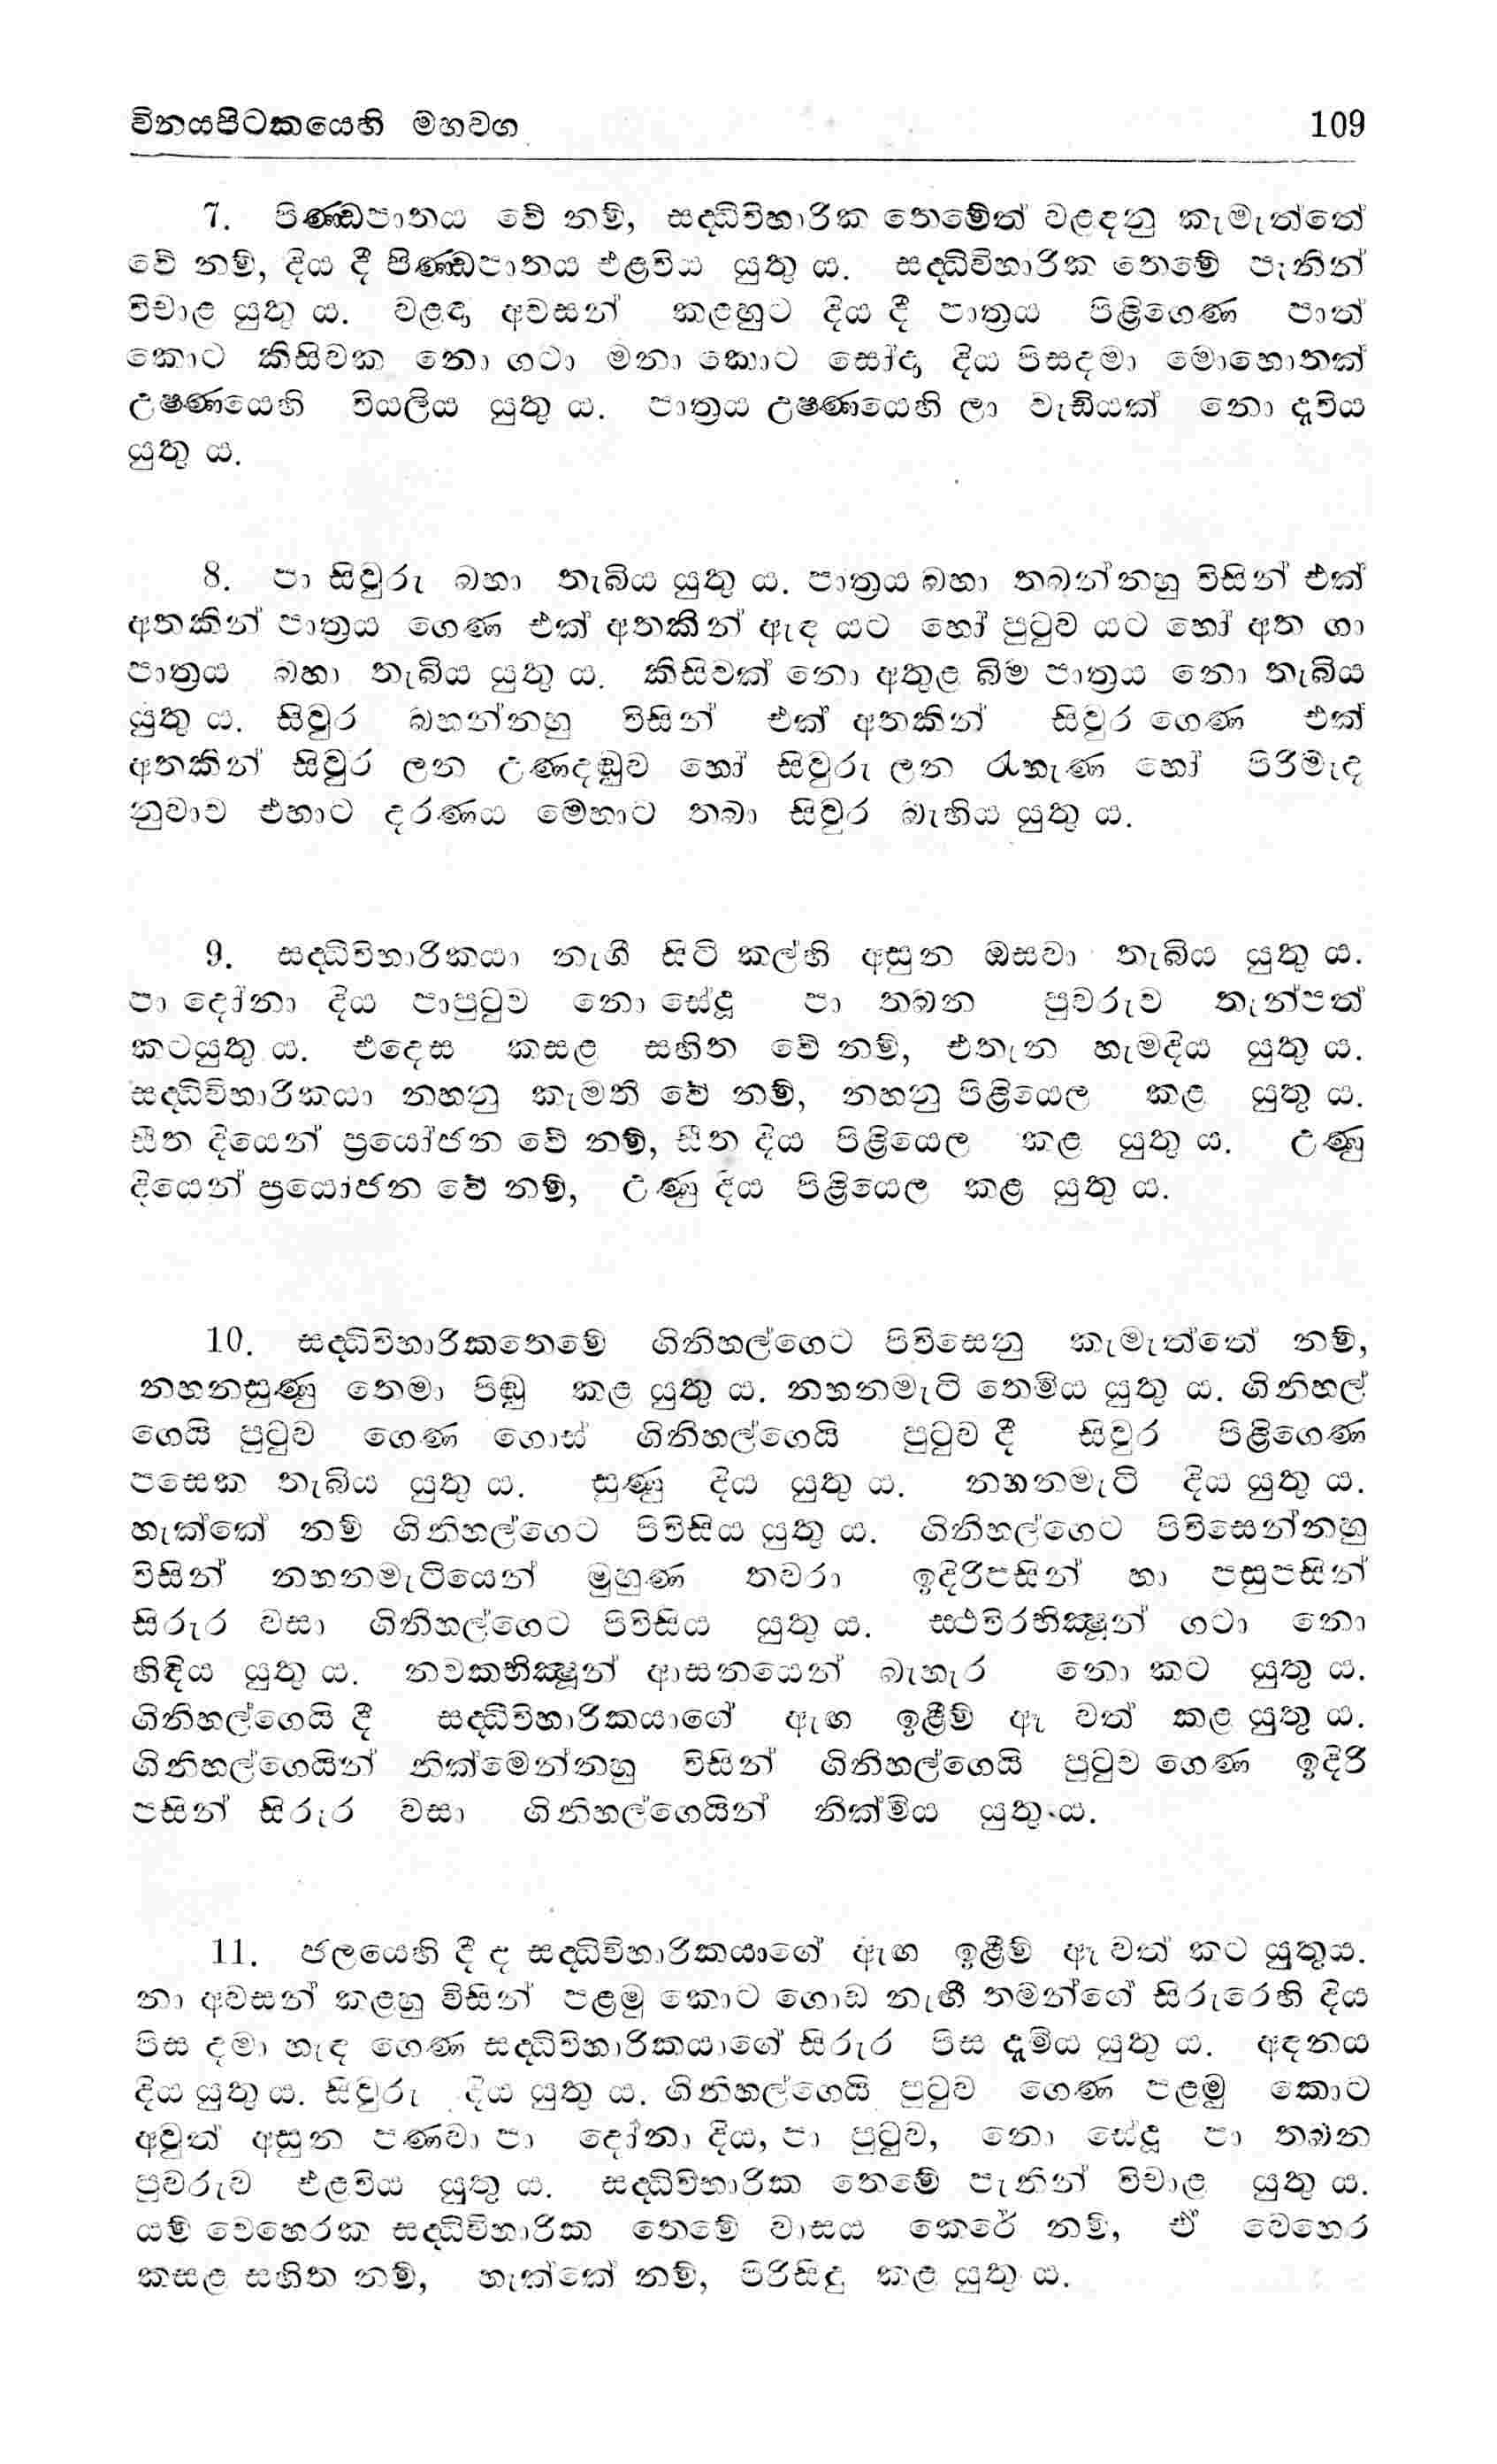 විනයපිටකයෙහි මහවග 109
7. පිණ්ඩපාතය වේ නම්, සද්ධිවිහාරික තෙමේත් වළඳනු කැමැත්තේ
වේ නම්, දිය දී පිණ්ඩපාතය එළවිය යුතු ය. සද්ධිවිහාරික තෙමේ පැනින්
විචාළ යුතු ය. වළඳා අවසන් කළහුට දිය දී පාත්‍රය පිළිගෙණ පාත්
කොට කිසිවක නො ගටා මනා කොට සෝදා දිය පිසදමා මොහොතක්
උෂ්ණයෙහි වියලිය යුතු ය. පාත්‍රය උෂ්ණයෙහි ලා වැඩියක් නො දැවිය
යුතු ය.
8. පා සිවුරු බහා තැබිය යුතු ය. පාත්‍රය බහා තබන්නහු විසින් එක්
අතකින් පාත්‍රය ගෙණ එක් අතකින් ඇඳ යට හෝ පුටුව යට හෝ අත ගා
පාත්‍රය බහා තැබිය යුතු ය. කිසිවක් නො අතුළ බිම පාත්‍රය නො තැබිය
යුතු ය. සිවුර බහන්නහු විසින් එක් අතකින් සිවුර ගෙණ එක්
අතකින් සිවුර ලන උණදඬුව හෝ සිවුරු ලන රැහැණ හෝ පිරිමැද
නුවාව එහාට දරණය මෙහාට තබා සිවුර බැහිය යුතු ය.
9. සද්ධිවිහාරිකයා නැගී සිටි කල්හි අසුන ඔසවා තැබිය යුතු ය.
පා දෝනා දිය පාපුටුව නො සේදූ පා තබන පුවරුව තැන්පත්
කටයුතු ය. එදෙස කසළ සහිත වේ නම්, එතැන හැමදිය යුතු ය.
සද්ධිවිහාරිකයා නහනු කැමති වේ නම්, නහනු පිළියෙල කළ යුතු ය.
සීත දියෙන් ප්‍රයෝජන වේ නම්, සීත දිය පිළියෙල කළ යුතු ය. උණු
දියෙන් ප්‍රයෝජන වේ නම්, උණු දිය පිළියෙල කළ යුතු ය.
10. සද්ධිවිහාරිකතෙමේ ගිනිහල්ගෙට පිවිසෙනු කැමැත්තේ නම්,
නහනසුණු තෙමා පිඬු කළ යුතු ය. නහනමැටි තෙමිය යුතු ය. ගිනිහල්
ගෙයි පුටුව ගෙණ ගොස් ගිනිහල්ගෙයි පුටුව දී සිවුර පිළිගෙණ
පසෙක තැබිය යුතු ය. සුණු දිය යුතු ය. නහනමැටි දිය යුතු ය.
හැක්කේ නම් ගිනිහල්ගෙට පිවිසිය යුතු ය. ගිනිහල්ගෙට පිවිසෙන්නහු
විසින් නහනමැටියෙන් මුහුණ තවරා ඉදිරිපසින් හා පසුපසින්
සිරුර වසා ගිනිහල්ගෙට පිවිසිය යුතු ය. ස්ථවිරභික්‍ෂූන් ගටා නො
හිඳිය යුතු ය. නවකභික්‍ෂූන් ආසනයෙන් බැහැර නො කට යුතු ය.
ගිනිහල්ගෙයි දී සද්ධිවිහාරිකයාගේ ඇඟ ඉළීම් ඈ වත් කළ යුතු ය.
ගිනිහල්ගෙයින් නික්මෙන්නහු විසින් ගිනිහල්ගෙයි පුටුව ගෙණ ඉදිරි
පසින් සිරුර වසා ගිනිහල්ගෙයින් නික්මිය යුතු ය.
11. ජලයෙහි දී ද සද්ධිවිහාරිකයාගේ ඇඟ ඉළීම් ඈ වත් කට යුතුය.
නා අවසන් කළහු විසින් පළමු කොට ගොඩ නැඟී තමන්ගේ සිරුරෙහි දිය
පිස දමා හැඳ ගෙණ සද්ධිවිහාරිකයාගේ සිරුර පිස දැමිය යුතු ය. අඳනය
දිය යුතු ය. සිවුරු දිය යුතු ය. ගිනිහල්ගෙයි පුටුව ගෙණ පළමු කොට
අවුත් අසුන පණවා පා දෝනා දිය, පා පුටුව, නො සේදූ පා තබන
පුවරුව එළවිය යුතු ය. සද්ධිවිහාරික තෙමේ පැනින් විචාළ යුතු ය.
යම් වෙහෙරක සද්ධිවිහාරික තෙමේ වාසය කෙරේ නම්, ඒ වෙහෙර
කසළ සහිත නම්, හැක්කේ නම්, පිරිසිදු කළ යුතු ය.